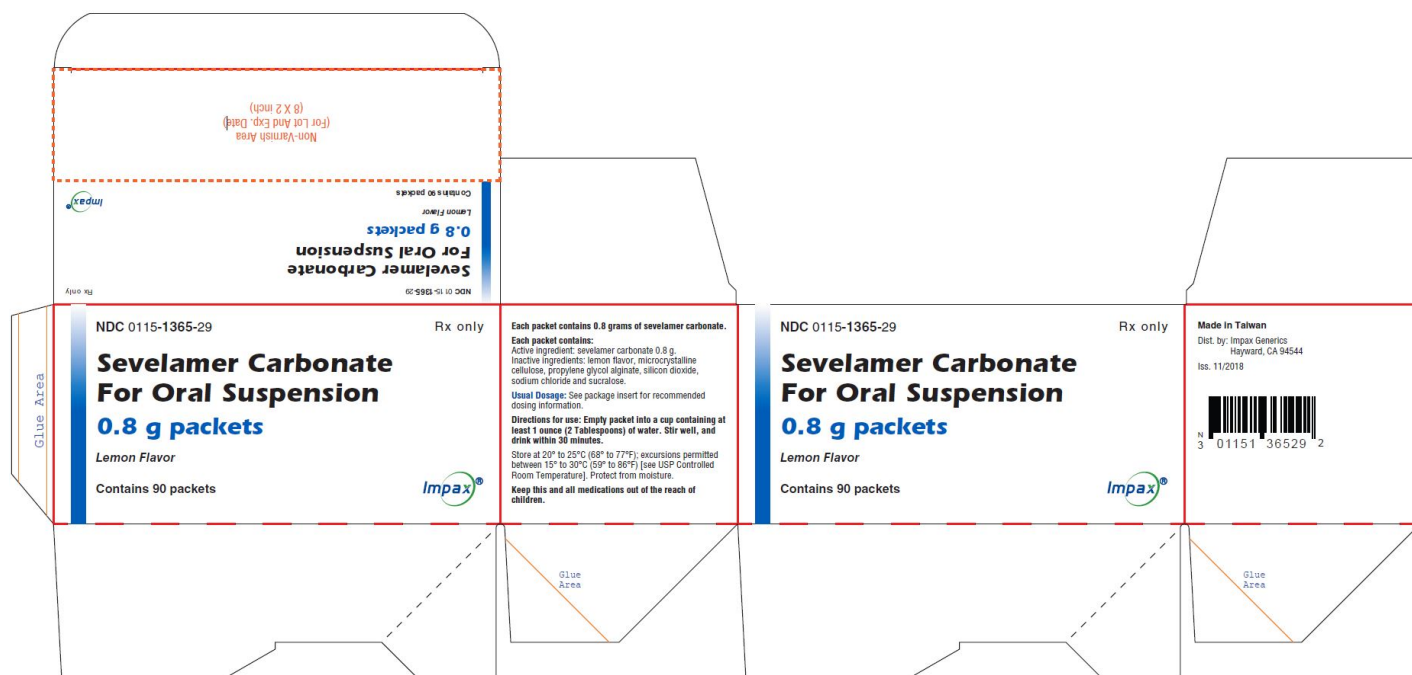 Non-Varnish Area
(For Lot And Exp. Date)
(8 X 2 inch)
NDC 01 15-1365-29
Rx only
Sevelamer Carbonate
For Oral Suspension
0.8 g packets
Lemon Flavor
Contains 90 packets
Impax®
Glue Area
NDC 0115-1365-29
Rx only
Sevelamer Carbonate
For Oral Suspension
0.8 g packets
Lemon Flavor
Contains 90 packets
Impax®
Each packet contains 0.8 grams of sevelamer carbonate.
Each packet contains:
Active ingredient: sevelamer carbonate 0.8 g.
Inactive ingredients: lemon flavor, microcrystalline
cellulose, propylene glycol alginate, silicon dioxide,
sodium chloride and sucralose.
Usual Dosage: See package insert for recommended
dosing information.
Directions for use: Empty packet into a cup containing at
least 1 ounce (2 Tablespoons) of water. Stir well, and
drink within 30 minutes.
Store at 20° to 25°C (68° to 77°F); excursions permitted
between 15° to 30°C (59° to 86°F) [see USP Controlled
Room Temperature]. Protect from moisture.
Keep this and all medications out of the reach of
children.
NDC 0115-1365-29
Rx only
Sevelamer Carbonate
For Oral Suspension
0.8 g packets
Lemon Flavor
Contains 90 packets
Impax®
Made in Taiwan
Dist. by: Impax Generics
Hayward, CA 94544
Iss. 11/2018
N
3 01151 36529 2
Glue
Area
Glue
Area